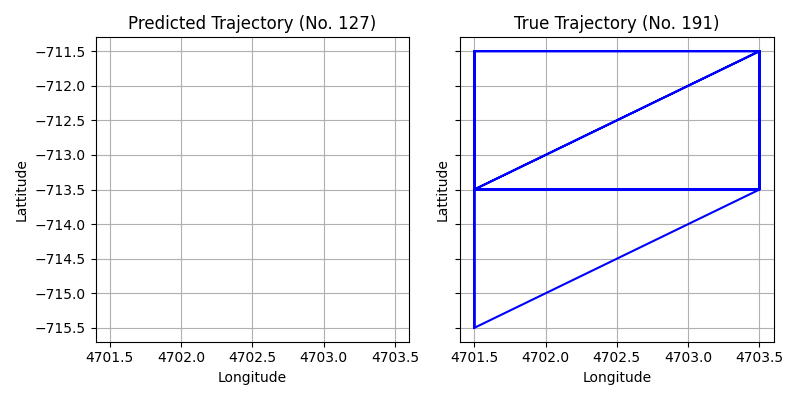 Predicted Trajectory (No. 127)
True Trajectory (No. 191)
−711.5
−712.0
−712.5
−713.0
−713.5
−714.0
−714.5
−715.0
−715.5
Lattitude
Lattitude
4701.5 4702.0 4702.5 4703.0 4703.5
4701.5 4702.0 4702.5 4703.0 4703.5
Longitude
Longitude